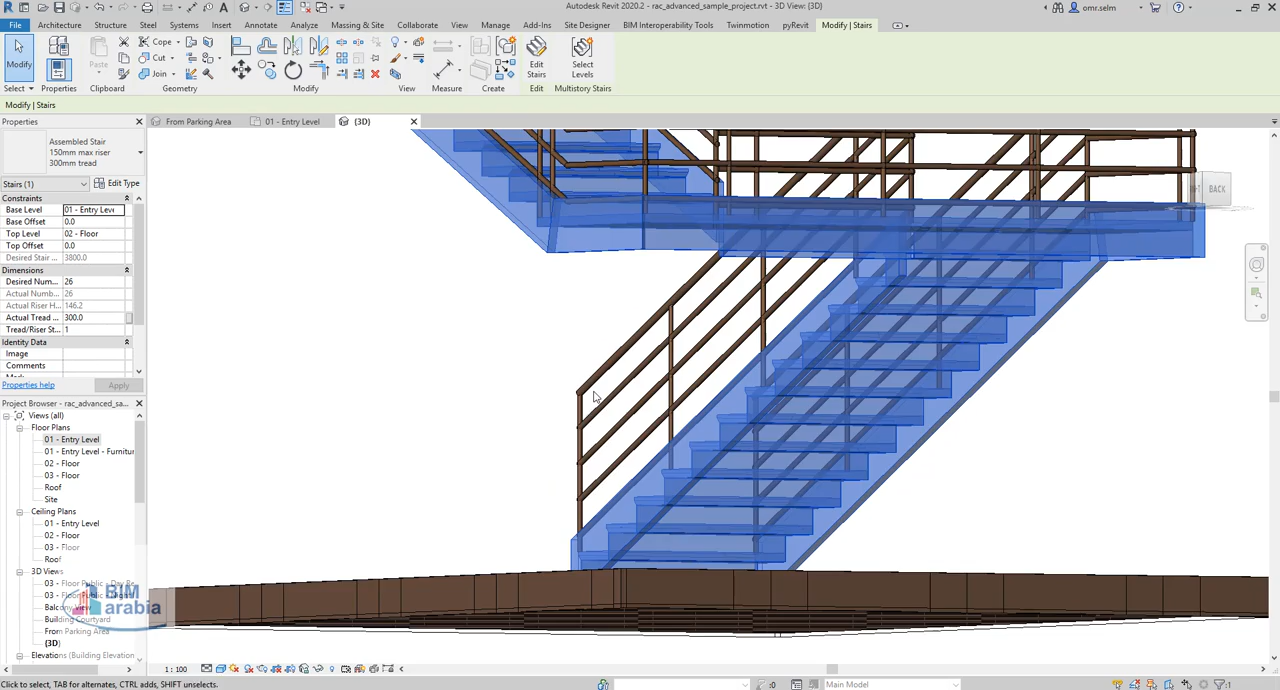 Autodesk Revit 2020.2 - rac_advanced_sample_project.rvt - 3D View: {3D}
omr.selm
File Architecture Structure Steel Systems Insert Annotate Analyze Massing & Site Collaborate View Manage Add-Ins Site Designer BIM Interoperability Tools Twinmotion pyRevit Modify | Stairs
Modify Paste Cope Cut Join Edit Stairs Select Levels
Select Properties Clipboard Geometry Modify View Measure Create Edit Multistory Stairs
Modify | Stairs
Properties
From Parking Area 01 - Entry Level {3D}
Assembled Stair
150mm max riser
300mm tread
Stairs (1) Edit Type
Constraints
Base Level 01 - Entry Leve
Base Offset 0.0
Top Level 02 - Floor
Top Offset 0.0
Desired Stair ... 3800.0
Dimensions
Desired Num... 26
Actual Numb... 26
Actual Riser H... 146.2
Actual Tread ... 300.0
Tread/Riser St... 1
Identity Data
Image
Comments
Properties help Apply
Project Browser - rac_advanced_sa...
Views (all)
Floor Plans
01 - Entry Level
01 - Entry Level - Furnitur
02 - Floor
03 - Floor
Roof
Site
Ceiling Plans
01 - Entry Level
02 - Floor
03 - Floor
Roof
3D Views
03 - Floor Public - Day Re
Building Courtyard
From Parking Area
{3D}
Elevations (Building Elevation
BIM
arabia
BACK
1 : 100
Click to select, TAB for alternates, CTRL adds, SHIFT unselects.
:0 Main Model :1